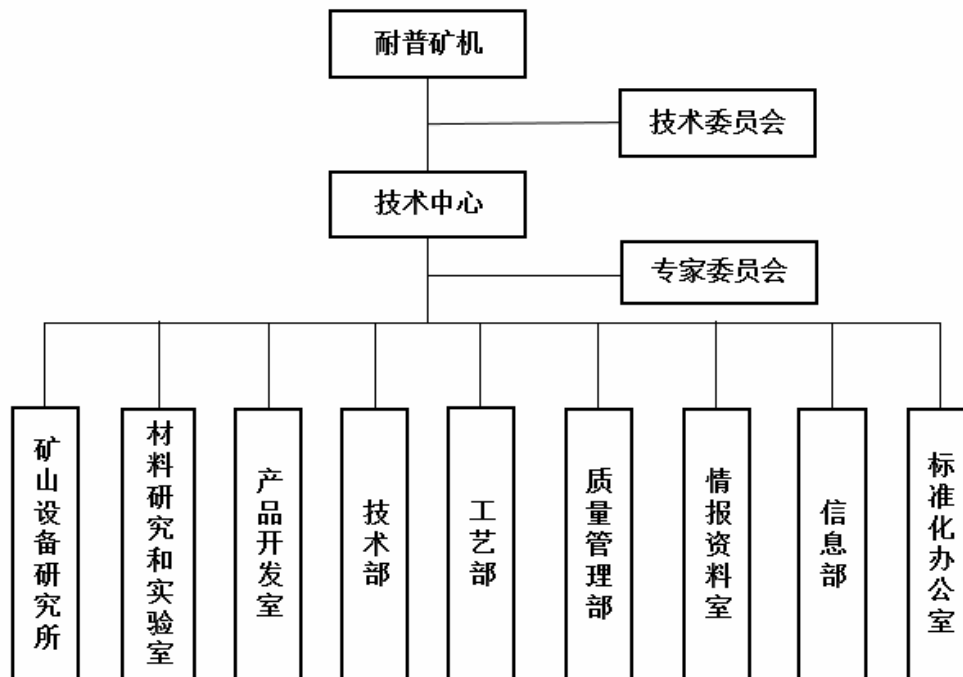 耐普矿机
技术委员会
技术中心
专家委员会
矿山设备研究所
材料研究和实验室
产品开发室
技术部
工艺部
质量管理部
情报资料室
信息部
标准化办公室